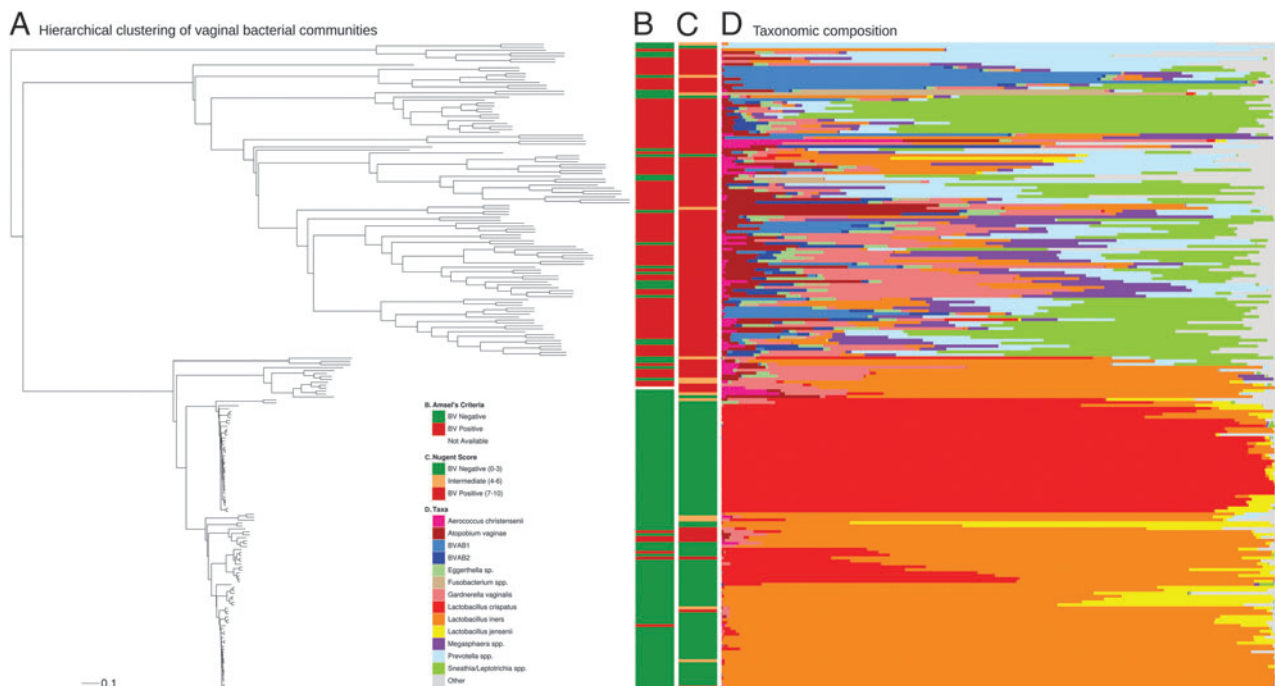 A Hierarchical clustering of vaginal bacterial communities
B C D Taxonomic composition
B. Amsel's Criteria
BV Negative
BV Positive
Not Available
C. Nugent Score
BV Negative (0-3)
Intermediate (4-6)
BV Positive (7-10)
D. Taxa
Aerococcus christensenii
Atopobium vaginae
BVAB1
BVAB2
Eggerthella sp.
Fusobacterium spp.
Gardnerella vaginalis
Lactobacillus crispatus
Lactobacillus iners
Lactobacillus jensenii
Megasphaera spp.
Prevotella spp.
Sneathia/Leptotrichia spp.
Other
0.1